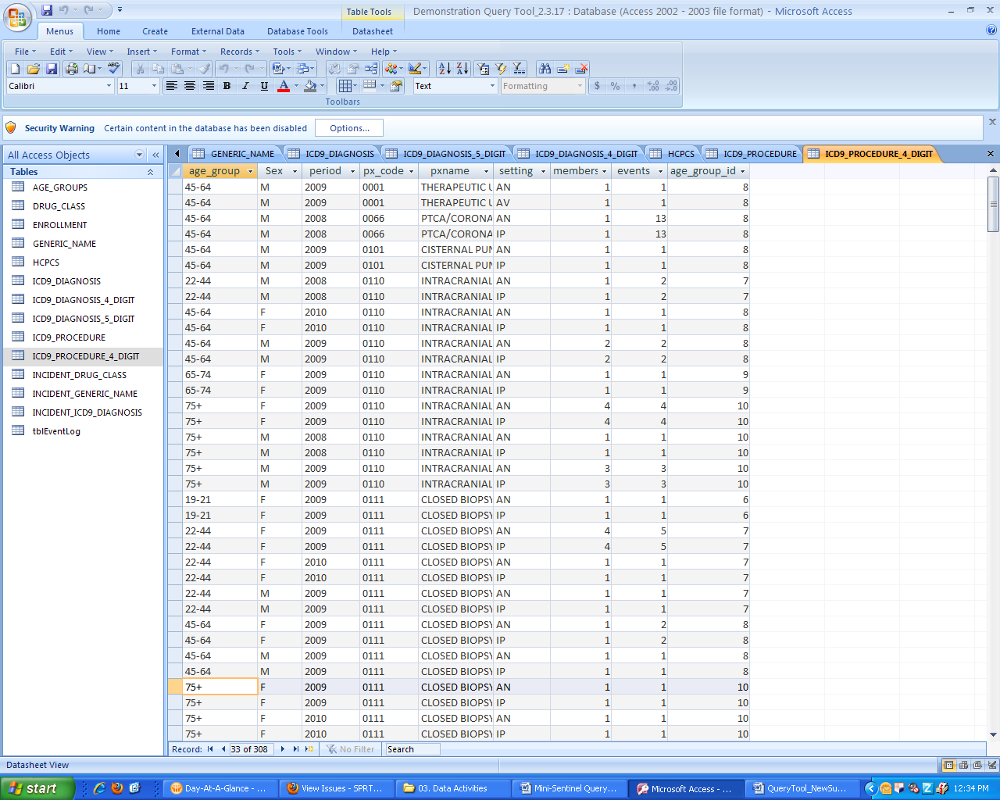 Table Tools
Demonstration Query Tool_2.3.17 : Database (Access 2002 - 2003 file format) - Microsoft Access
Menus Home Create External Data Database Tools Datasheet
File Edit View Insert Format Records Tools Window Help
Calibri 11 B I U A Text Formatting $ % ,
Toolbars
Security Warning Certain content in the database has been disabled Options...
All Access Objects «
GENERIC_NAME ICD9_DIAGNOSIS ICD9_DIAGNOSIS_5_DIGIT ICD9_DIAGNOSIS_4_DIGIT HCPCS ICD9_PROCEDURE ICD9_PROCEDURE_4_DIGIT
Tables
AGE_GROUPS
DRUG_CLASS
ENROLLMENT
GENERIC_NAME
HCPCS
ICD9_DIAGNOSIS
ICD9_DIAGNOSIS_4_DIGIT
ICD9_DIAGNOSIS_5_DIGIT
ICD9_PROCEDURE
ICD9_PROCEDURE_4_DIGIT
INCIDENT_DRUG_CLASS
INCIDENT_GENERIC_NAME
INCIDENT_ICD9_DIAGNOSIS
tblEventLog
age_group Sex period px_code pxname setting members events age_group_id
45-64 M 2009 0001 THERAPEUTIC U AN 1 1 8
45-64 M 2009 0001 THERAPEUTIC U AV 1 1 8
45-64 M 2008 0066 PTCA/CORONA AN 1 13 8
45-64 M 2008 0066 PTCA/CORONA IP 1 13 8
45-64 M 2009 0101 CISTERNAL PUN AN 1 1 8
45-64 M 2009 0101 CISTERNAL PUN IP 1 1 8
22-44 M 2008 0110 INTRACRANIAL AN 1 2 7
22-44 M 2008 0110 INTRACRANIAL IP 1 2 7
45-64 F 2010 0110 INTRACRANIAL AN 1 1 8
45-64 F 2010 0110 INTRACRANIAL IP 1 1 8
45-64 M 2009 0110 INTRACRANIAL AN 2 2 8
45-64 M 2009 0110 INTRACRANIAL IP 2 2 8
65-74 F 2009 0110 INTRACRANIAL AN 1 1 9
65-74 F 2009 0110 INTRACRANIAL IP 1 1 9
75+ F 2009 0110 INTRACRANIAL AN 4 4 10
75+ F 2009 0110 INTRACRANIAL IP 4 4 10
75+ M 2008 0110 INTRACRANIAL AN 1 1 10
75+ M 2008 0110 INTRACRANIAL IP 1 1 10
75+ M 2009 0110 INTRACRANIAL AN 3 3 10
75+ M 2009 0110 INTRACRANIAL IP 3 3 10
19-21 F 2009 0111 CLOSED BIOPSY AN 1 1 6
19-21 F 2009 0111 CLOSED BIOPSY IP 1 1 6
22-44 F 2009 0111 CLOSED BIOPSY AN 4 5 7
22-44 F 2009 0111 CLOSED BIOPSY IP 4 5 7
22-44 F 2010 0111 CLOSED BIOPSY AN 1 1 7
22-44 F 2010 0111 CLOSED BIOPSY IP 1 1 7
22-44 M 2009 0111 CLOSED BIOPSY AN 1 1 7
22-44 M 2009 0111 CLOSED BIOPSY IP 1 1 7
45-64 F 2009 0111 CLOSED BIOPSY AN 1 2 8
45-64 F 2009 0111 CLOSED BIOPSY IP 1 2 8
45-64 M 2009 0111 CLOSED BIOPSY AN 1 1 8
45-64 M 2009 0111 CLOSED BIOPSY IP 1 1 8
75+ F 2009 0111 CLOSED BIOPSY AN 1 1 10
75+ F 2009 0111 CLOSED BIOPSY IP 1 1 10
75+ F 2010 0111 CLOSED BIOPSY AN 1 1 10
75+ F 2010 0111 CLOSED BIOPSY IP 1 1 10
Record: 33 of 308 No Filter Search
Datasheet View
start Day-At-A-Glance - ... View Issues - SPRT... 03. Data Activities Mini-Sentinel Query... Microsoft Access - ... QueryTool_NewSu... 12:34 PM